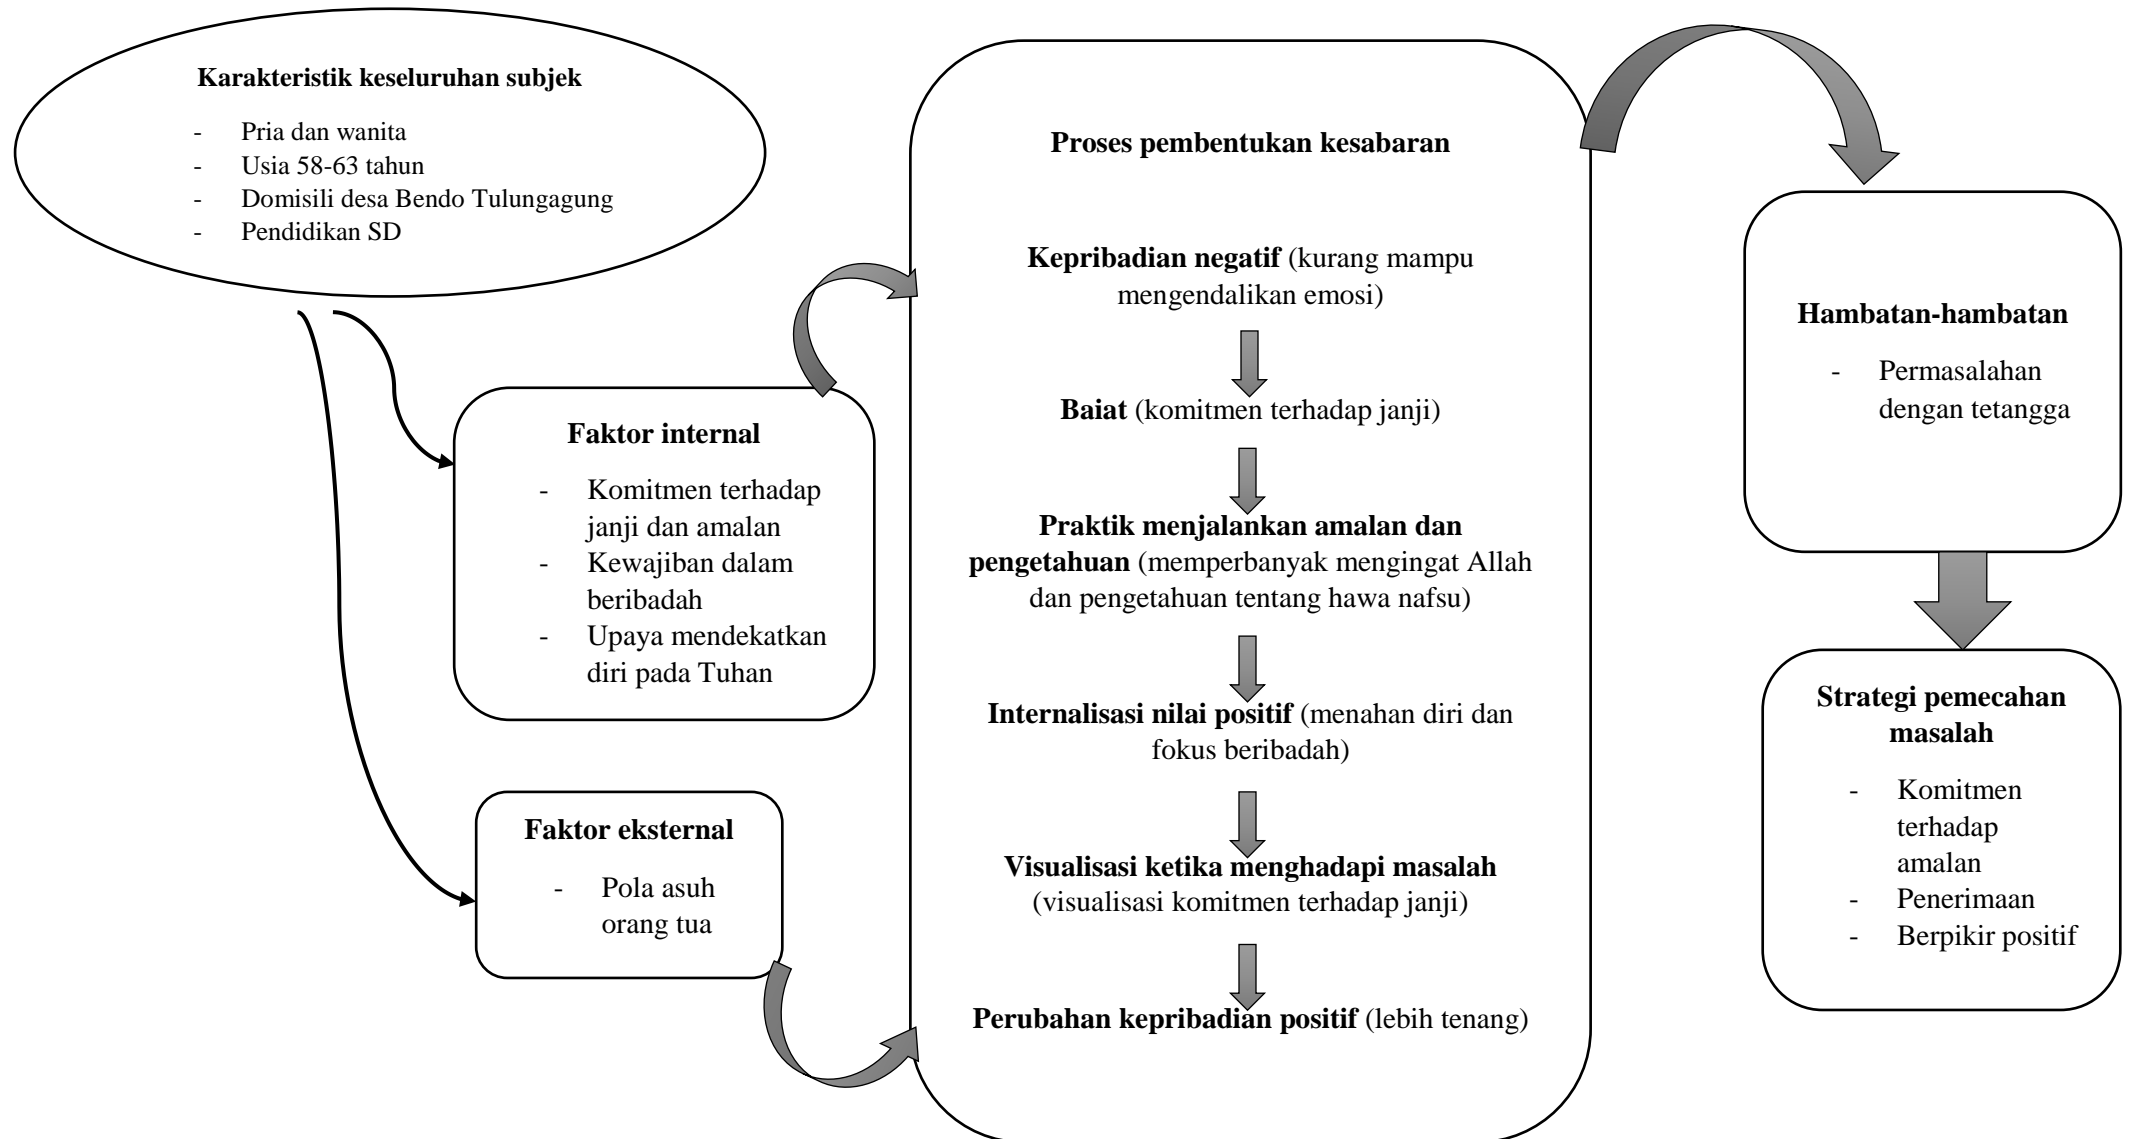 Karakteristik keseluruhan subjek
- Pria dan wanita
- Usia 58-63 tahun
- Domisili desa Bendo Tulungagung
- Pendidikan SD
Faktor internal
- Komitmen terhadap
janji dan amalan
- Kewajiban dalam
beribadah
- Upaya mendekatkan
diri pada Tuhan
Faktor eksternal
- Pola asuh
orang tua
Proses pembentukan kesabaran
Kepribadian negatif (kurang mampu
mengendalikan emosi)
Baiat (komitmen terhadap janji)
Praktik menjalankan amalan dan
pengetahuan (memperbanyak mengingat Allah
dan pengetahuan tentang hawa nafsu)
Internalisasi nilai positif (menahan diri dan
fokus beribadah)
Visualisasi ketika menghadapi masalah
(visualisasi komitmen terhadap janji)
Perubahan kepribadian positif (lebih tenang)
Hambatan-hambatan
- Permasalahan
dengan tetangga
Strategi pemecahan
masalah
- Komitmen
terhadap
amalan
- Penerimaan
- Berpikir positif